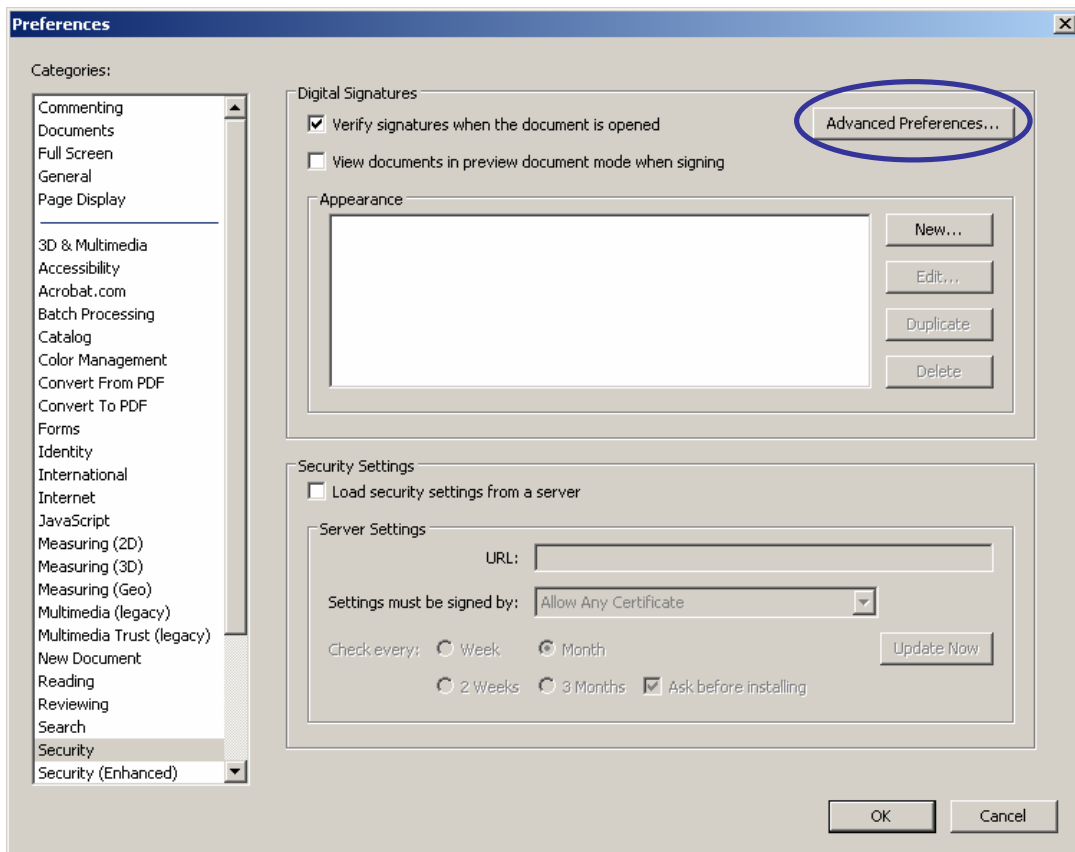 Preferences
Categories:
Commenting
Documents
Full Screen
General
Page Display
3D & Multimedia
Accessibility
Acrobat.com
Batch Processing
Catalog
Color Management
Convert From PDF
Convert To PDF
Forms
Identity
International
Internet
JavaScript
Measuring (2D)
Measuring (3D)
Measuring (Geo)
Multimedia (legacy)
Multimedia Trust (legacy)
New Document
Reading
Reviewing
Search
Security
Security (Enhanced)
Digital Signatures
Verify signatures when the document is opened
Advanced Preferences...
View documents in preview document mode when signing
Appearance
New...
Edit...
Duplicate
Delete
Security Settings
Load security settings from a server
Server Settings
URL:
Settings must be signed by: Allow Any Certificate
Check every: Week Month Update Now
2 Weeks 3 Months Ask before installing
OK Cancel